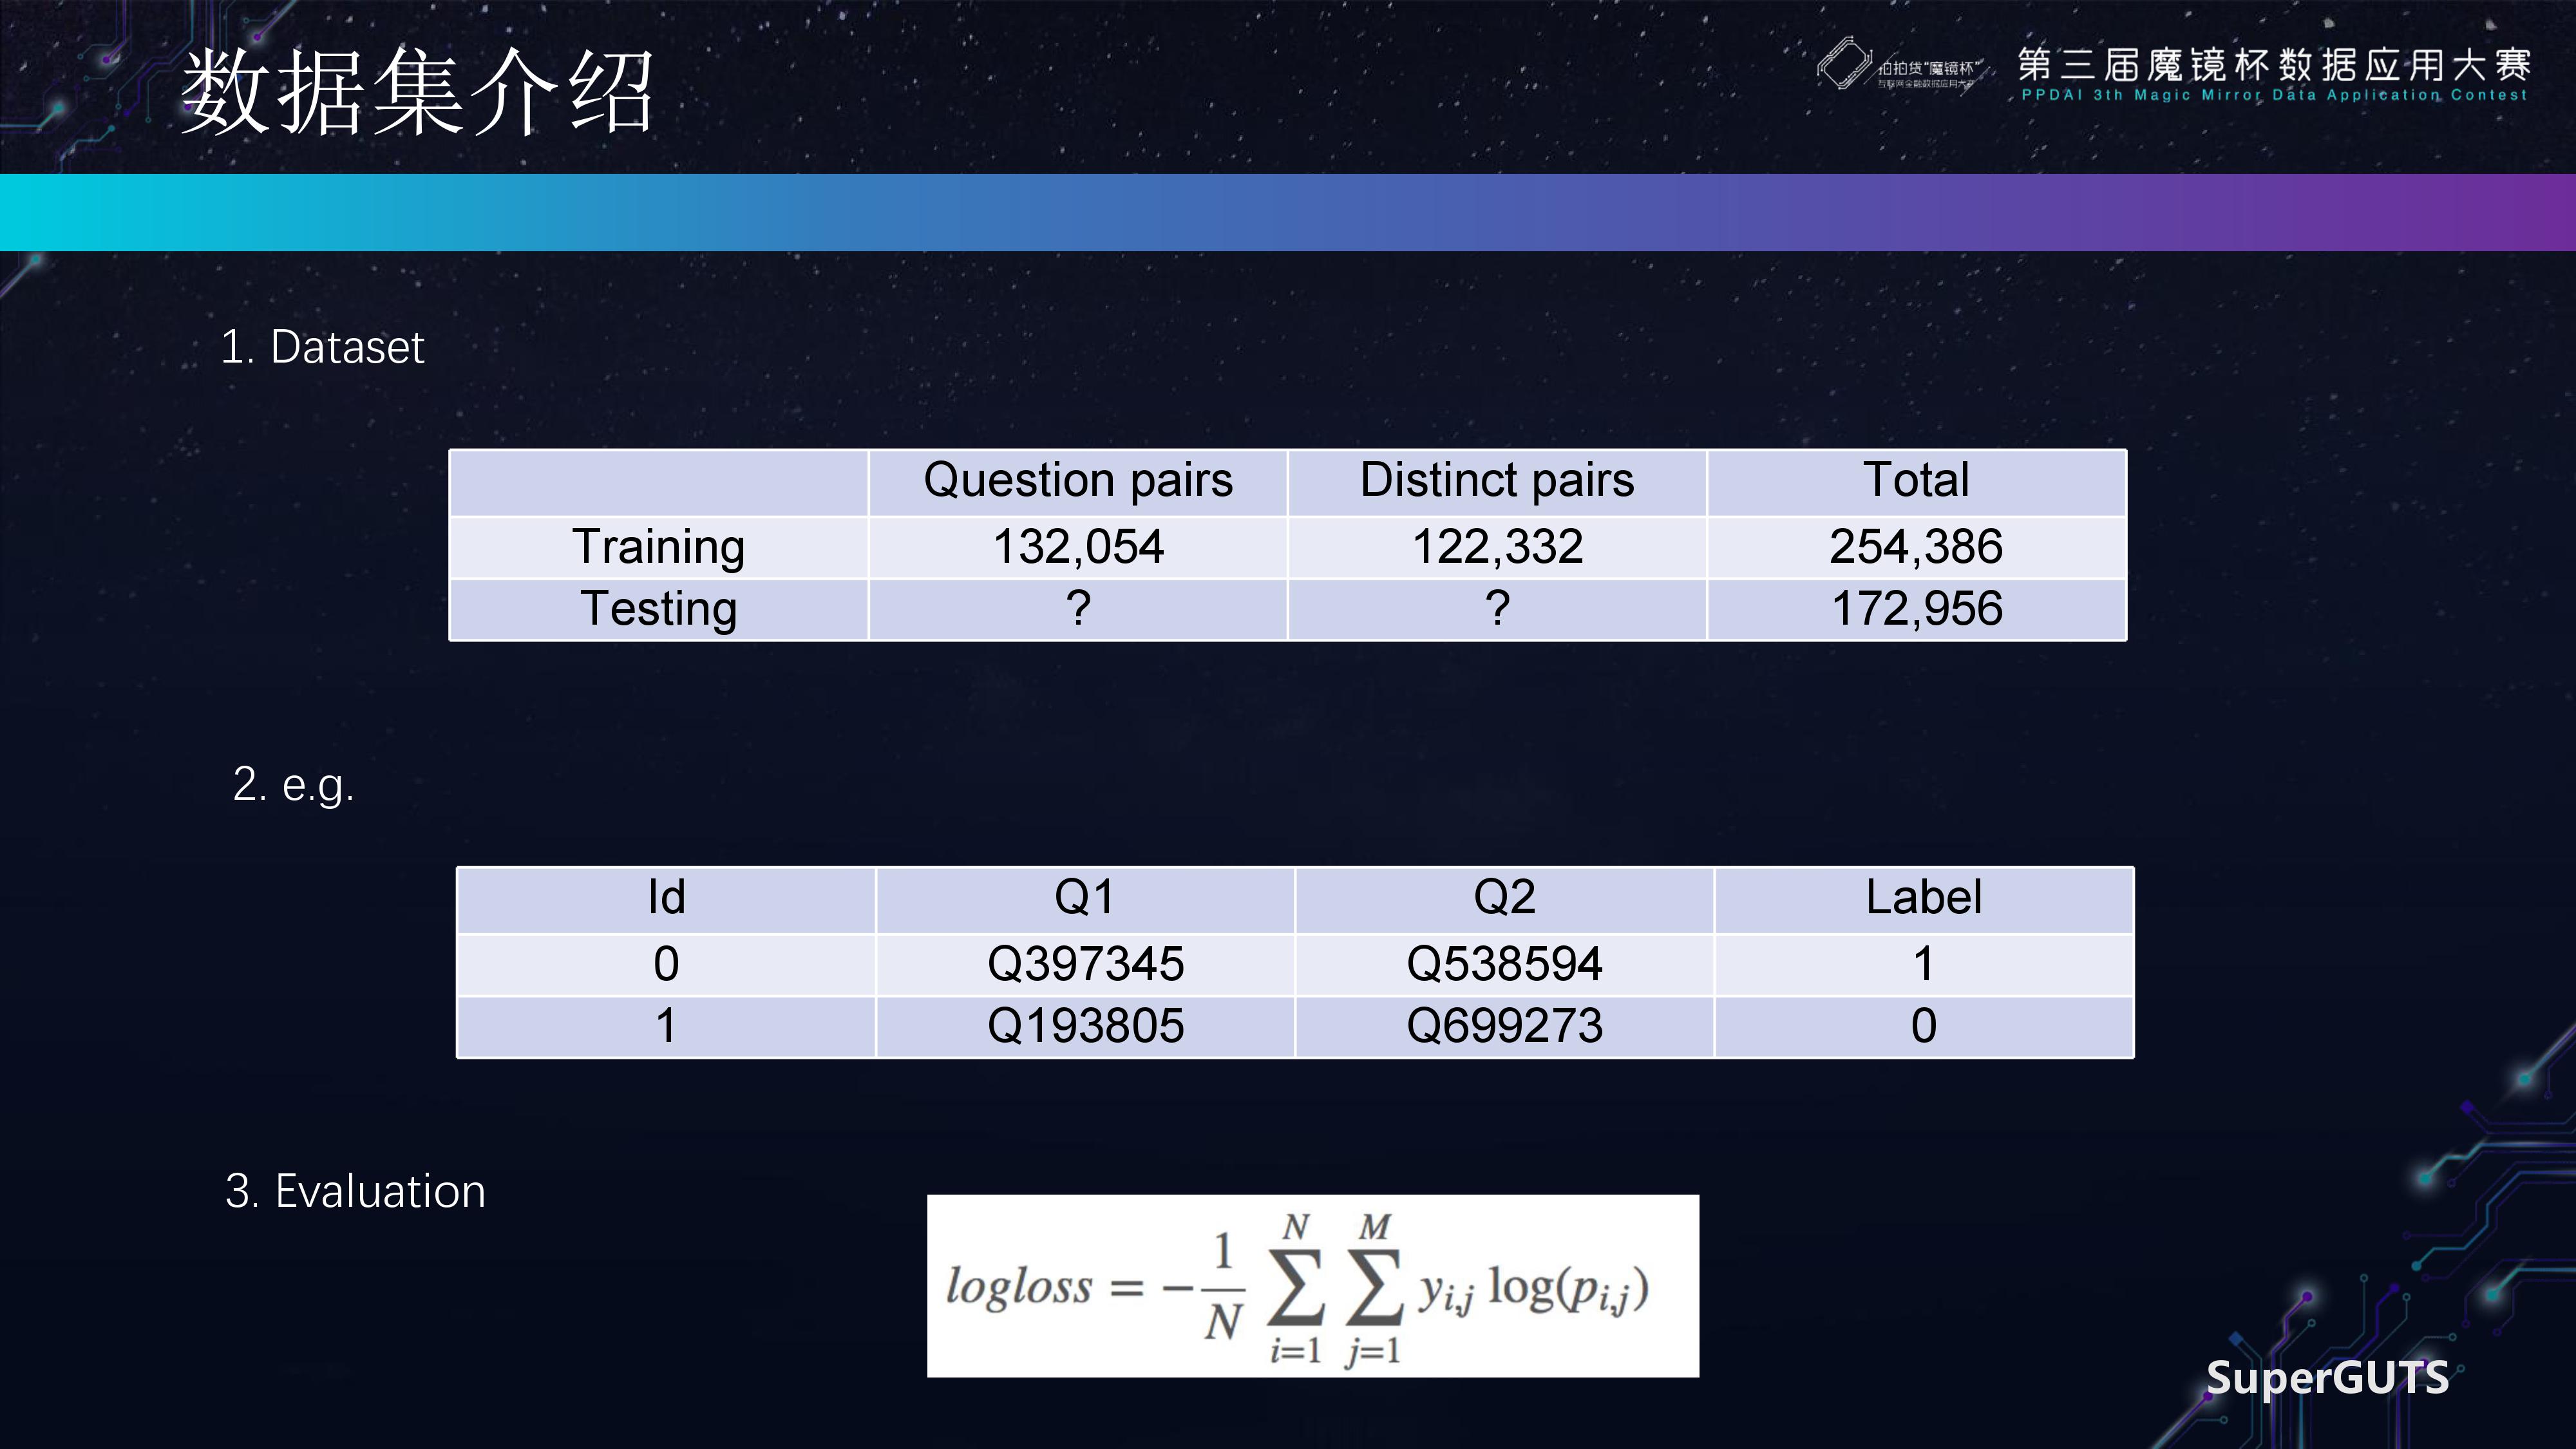 数据集介绍
拍拍贷“魔镜杯”
互联网金融数据应用大赛
第三届魔镜杯数据应用大赛
PPDAI 3th Magic Mirror Data Application Contest
1. Dataset
Question pairs Distinct pairs Total
Training 132,054 122,332 254,386
Testing ? ? 172,956
2. e.g.
Id Q1 Q2 Label
0 Q397345 Q538594 1
1 Q193805 Q699273 0
3. Evaluation
logloss = -\frac{1}{N} \sum_{i=1}^{N} \sum_{j=1}^{M} y_{i,j} \log(p_{i,j})
SuperGUTS